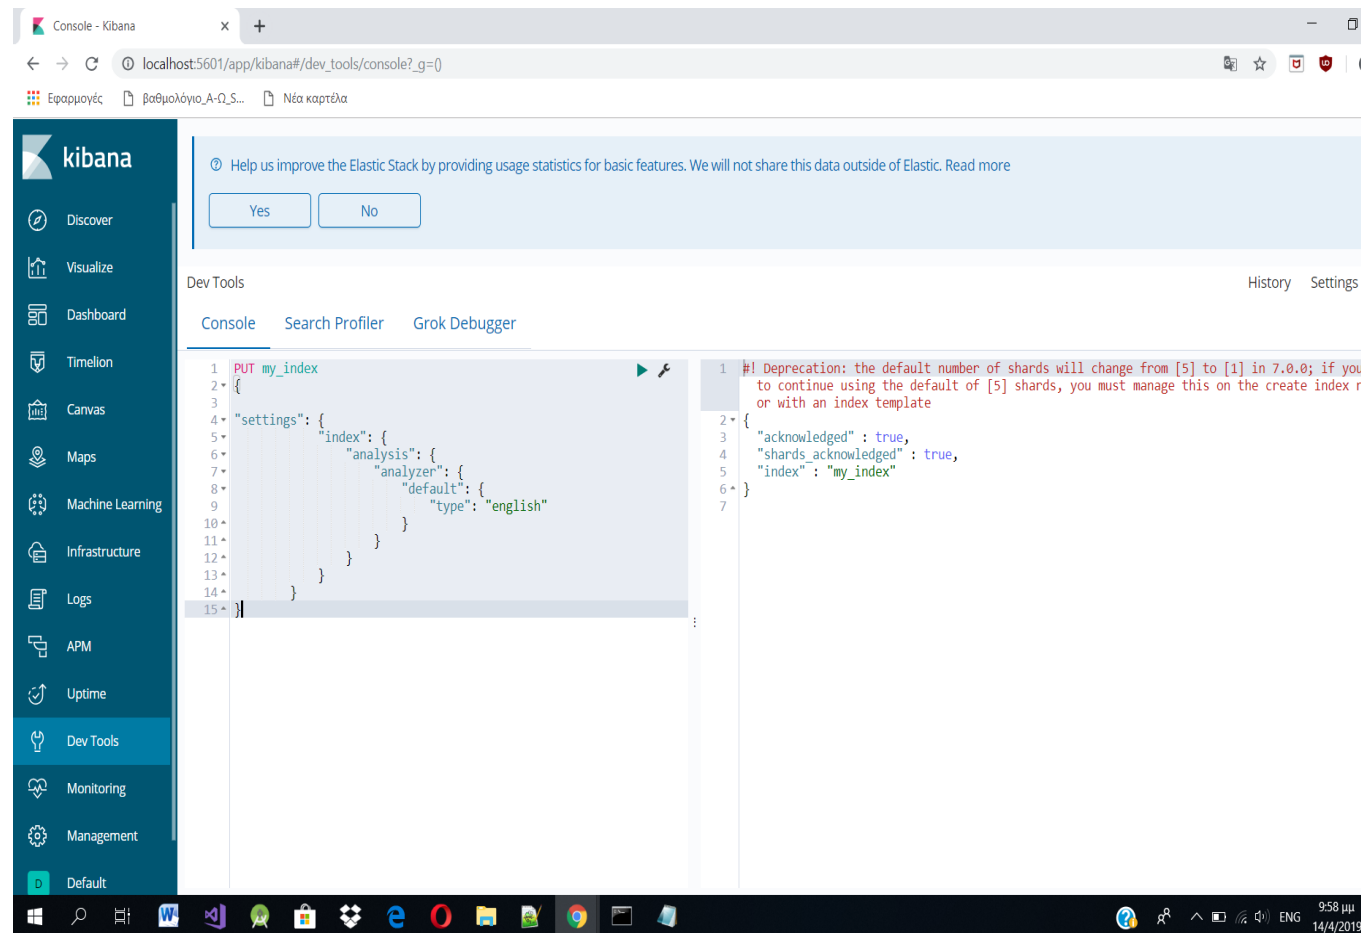 Console - Kibana
localhost:5601/app/kibana#/dev_tools/console?_g=()
Εφαρμογές βαθμολόγιο_Α-Ω_S... Νέα καρτέλα
kibana
Help us improve the Elastic Stack by providing usage statistics for basic features. We will not share this data outside of Elastic. Read more
Yes No
Discover
Visualize
Dashboard
Timelion
Canvas
Maps
Machine Learning
Infrastructure
Logs
APM
Uptime
Dev Tools
Monitoring
Management
D Default
Dev Tools
History Settings
Console Search Profiler Grok Debugger
1 PUT my_index
2 {
3
4 "settings": {
5 "index": {
6 "analysis": {
7 "analyzer": {
8 "default": {
9 "type": "english"
10 }
11 }
12 }
13 }
14 }
15 }
1 #! Deprecation: the default number of shards will change from [5] to [1] in 7.0.0; if you
to continue using the default of [5] shards, you must manage this on the create index r
or with an index template
2 {
3 "acknowledged" : true,
4 "shards_acknowledged" : true,
5 "index" : "my_index"
6 }
7
ENG
9:58 μμ
14/4/2019